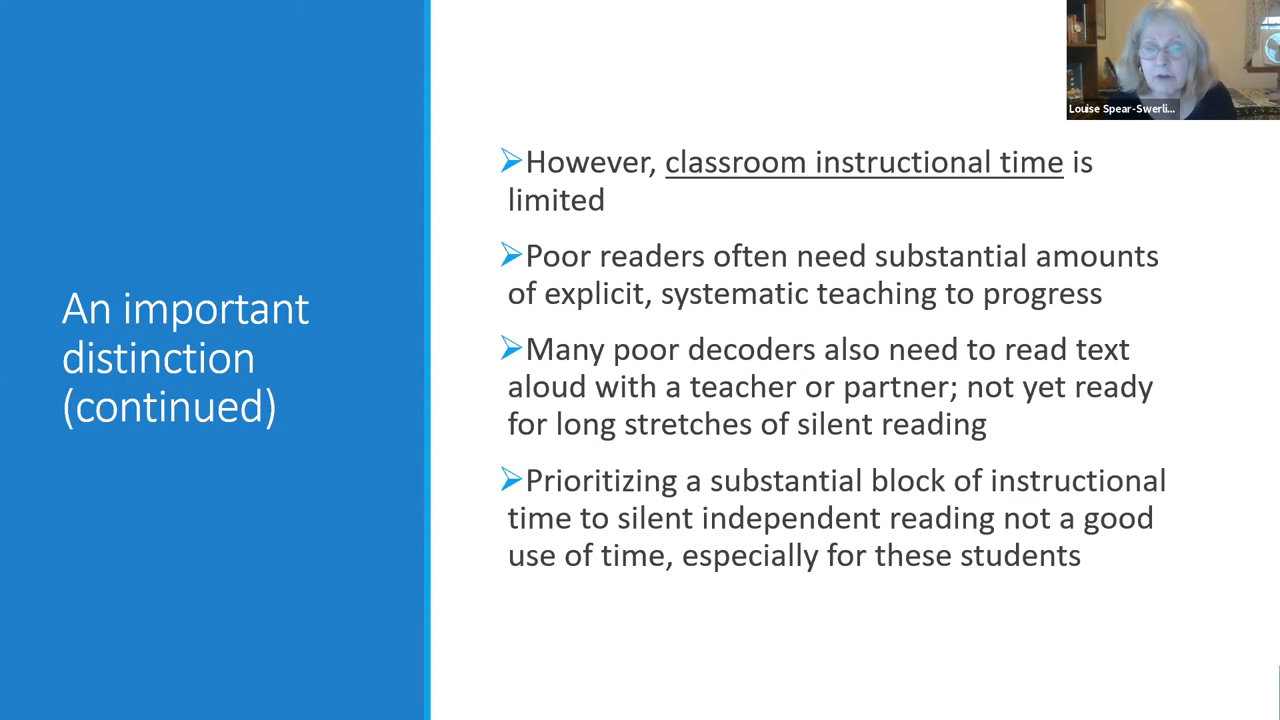 Louise Spear-Swerli...
An important
distinction
(continued)
➢However, classroom instructional time is
limited
➢Poor readers often need substantial amounts
of explicit, systematic teaching to progress
➢Many poor decoders also need to read text
aloud with a teacher or partner; not yet ready
for long stretches of silent reading
➢Prioritizing a substantial block of instructional
time to silent independent reading not a good
use of time, especially for these students